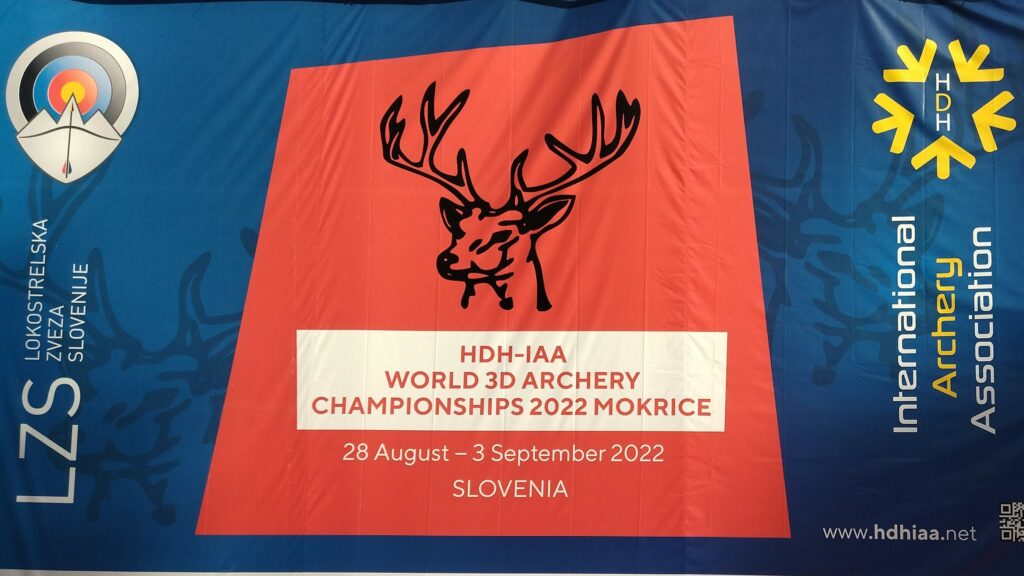 LZS
LOKOSTRELSKA
ZVEZA
SLOVENIJE
HDH-IAA
WORLD 3D ARCHERY
CHAMPIONSHIPS 2022 MOKRICE
28 August – 3 September 2022
SLOVENIA
HDH
International
Archery
Association
www.hdhiaa.net